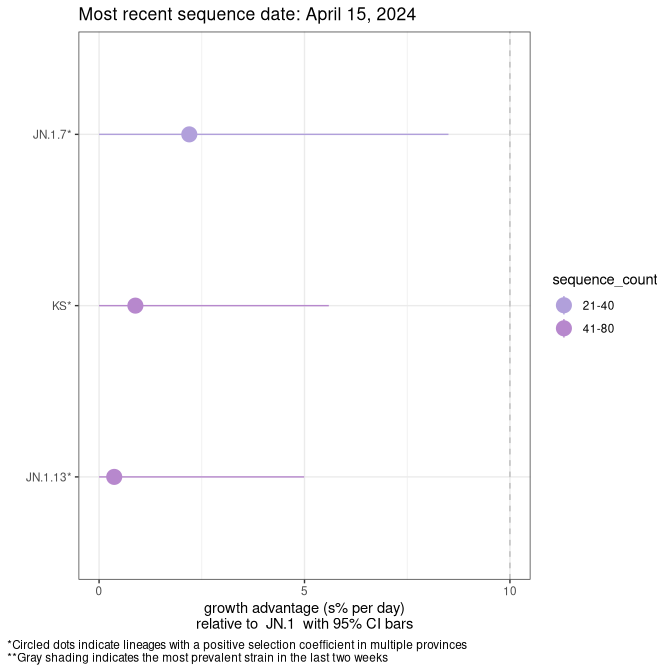 Most recent sequence date: April 15, 2024
JN.1.7*
KS*
JN.1.13*
0
5
10
growth advantage (s% per day)
relative to  JN.1  with 95% CI bars
sequence_count
21-40
41-80
*Circled dots indicate lineages with a positive selection coefficient in multiple provinces
**Gray shading indicates the most prevalent strain in the last two weeks